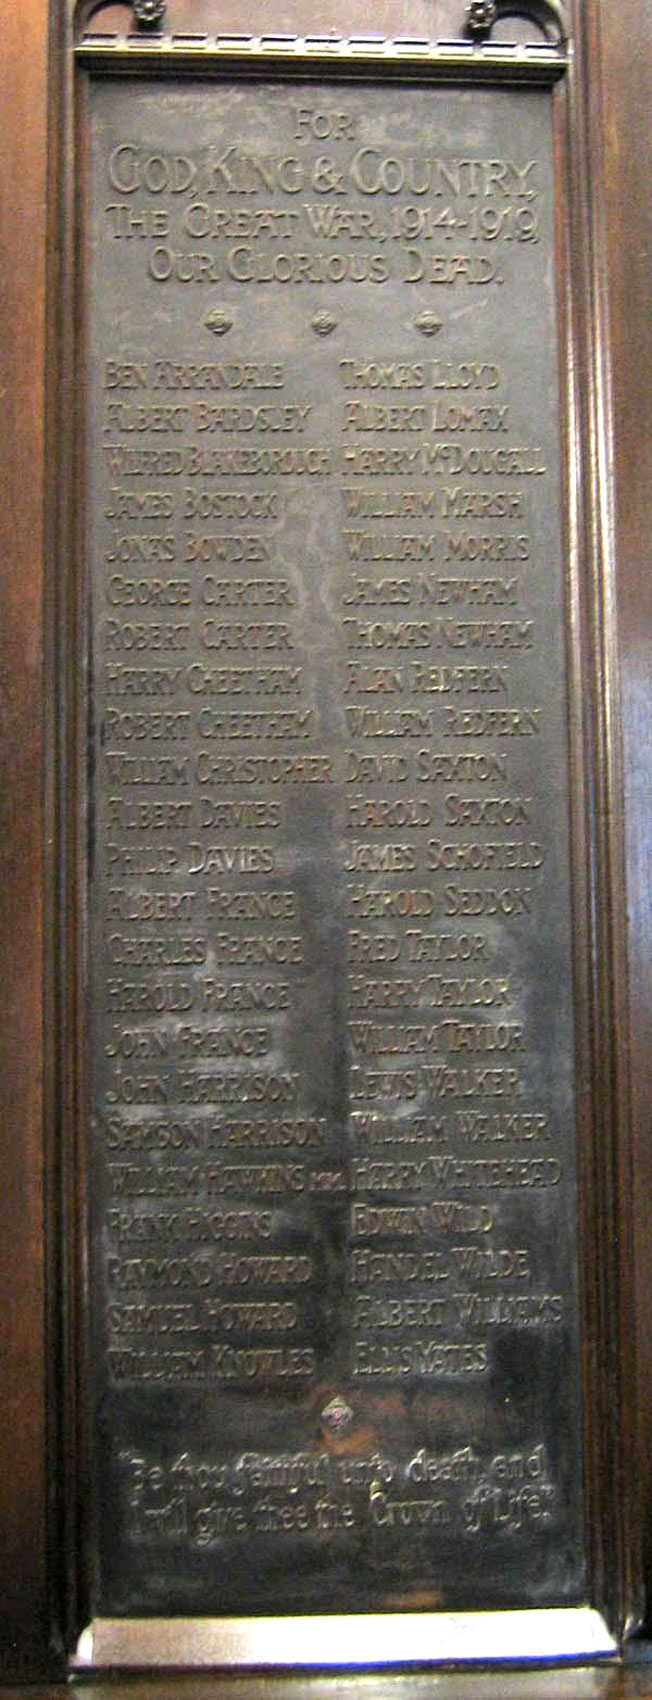 FOR
GOD, KING & COUNTRY,
THE GREAT WAR, 1914-1919,
OUR GLORIOUS DEAD.
BEN ARRANDALE THOMAS LLOYD
ALBERT BARDSLEY ALBERT LOMAX
WILFRED BLAKEBOROUGH HARRY McDOUGALL
JAMES BOSTOCK WILLIAM MARSH
JONAS BOWDEN WILLIAM MORRIS
GEORGE CARTER JAMES NEWHAM
ROBERT CARTER THOMAS NEWHAM
HARRY CHEETHAM ALAN REDFERN
ROBERT CHEETHAM WILLIAM REDFERN
WILLIAM CHRISTOPHER DAVID SAXTON
ALBERT DAVIES HAROLD SAXTON
PHILIP DAVIES JAMES SCHOFIELD
ALBERT FRANCE HAROLD SEDDON
CHARLES FRANCE FRED TAYLOR
HAROLD FRANCE HARRY TAYLOR
JOHN FRANCE WILLIAM TAYLOR
JOHN HARRISON LEWIS WALKER
SAMSON HARRISON WILLIAM WALKER
WILLIAM HAWKINS M.M. HARRY WHITEHEAD
FRANK HIGGINS EDWIN WILD
RAYMOND HOWARD HANDEL WILDE
SAMUEL HOWARD ALBERT WILLIAMS
WILLIAM KNOWLES ELLIS YATES
"Be thou faithful unto death, and
I will give thee the Crown of Life."